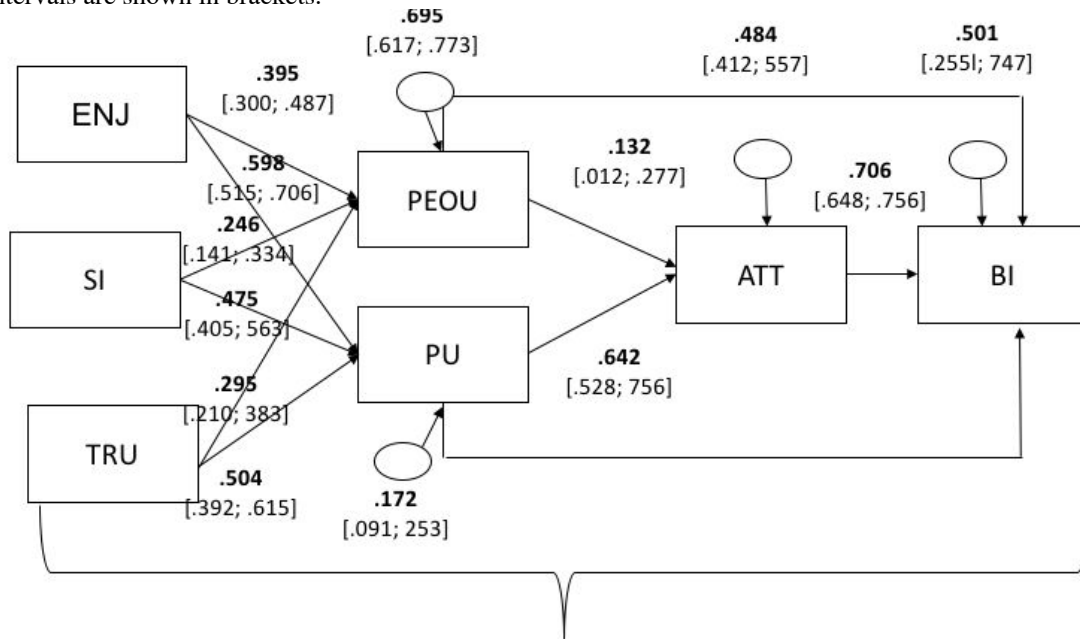 ntervals are shown in brackets.
.695
[.617; .773]
.484
[.412; 557]
.501
[.255l; 747]
.395
[.300; .487]
ENJ
.598
[.515; .706]
PEOU
.132
[.012; .277]
.706
[.648; .756]
.246
[.141; .334]
SI
ATT
BI
.475
[.405; 563]
PU
.642
[.528; 756]
.295
[.210; 383]
TRU
.504
[.392; .615]
.172
[.091; 253]